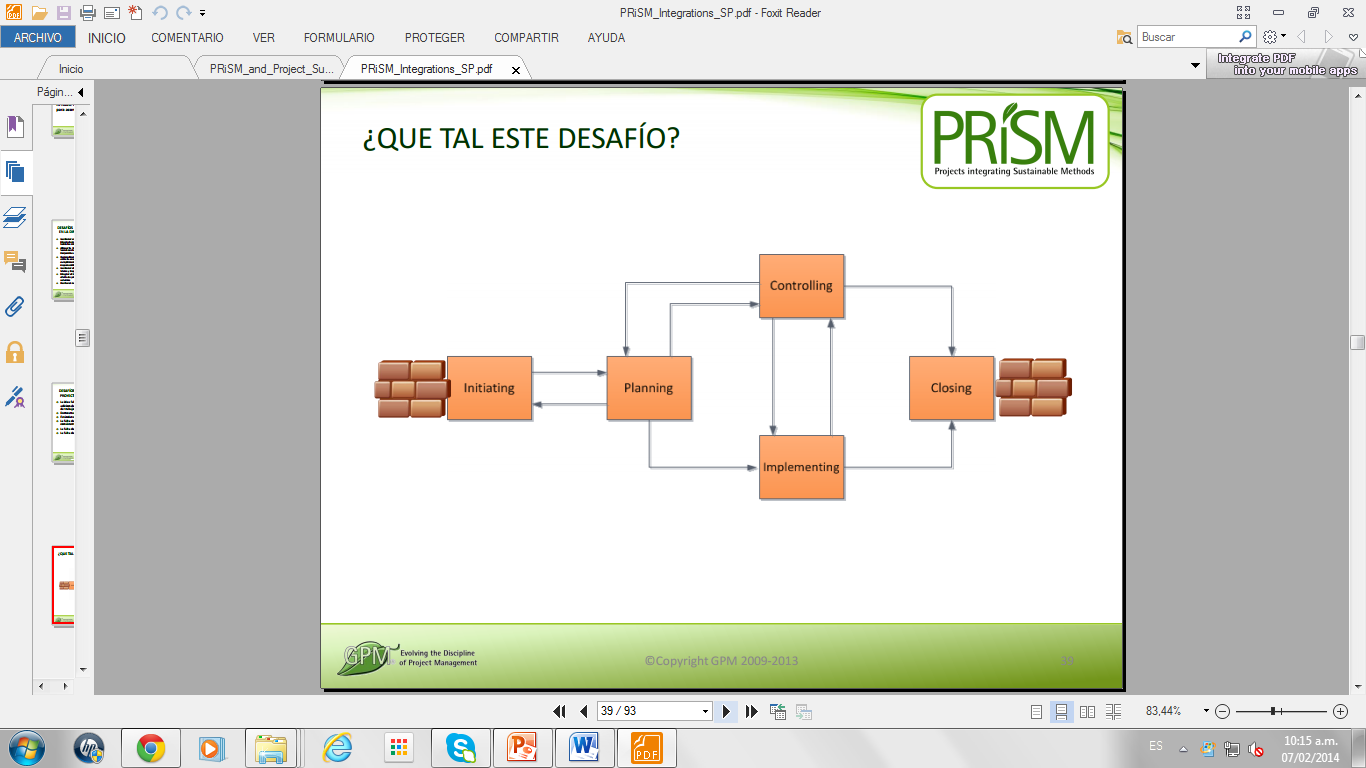 PRiSM_Integrations_SP.pdf - Foxit Reader
ARCHIVO INICIO COMENTARIO VER FORMULARIO PROTEGER COMPARTIR AYUDA
Buscar
Inicio PRiSM_and_Project_Su... PRiSM_Integrations_SP.pdf
Integrate PDF
into your mobile apps
Págin...
¿QUE TAL ESTE DESAFÍO?
PRiSM
Projects integrating Sustainable Methods
Controlling
Initiating Planning Closing
Implementing
GPM
Evolving the Discipline
of Project Management
©Copyright GPM 2009-2013
39
39 / 93
83,44%
ES
10:15 a.m.
07/02/2014